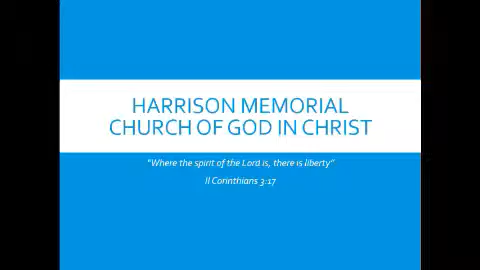 HARRISON MEMORIAL
CHURCH OF GOD IN CHRIST
"Where the spirit of the Lord is, there is liberty"
II Corinthians 3:17